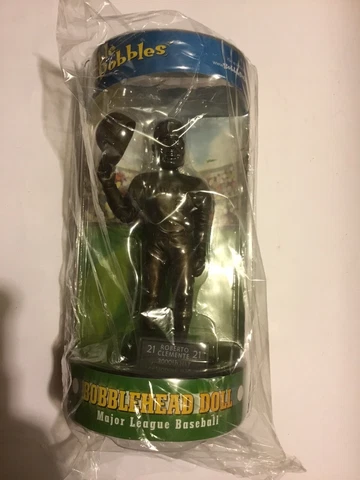 Bobbles
21 ROBERTO 21
CLEMENTE
BOBBLEHEAD DOLL
Major League Baseball